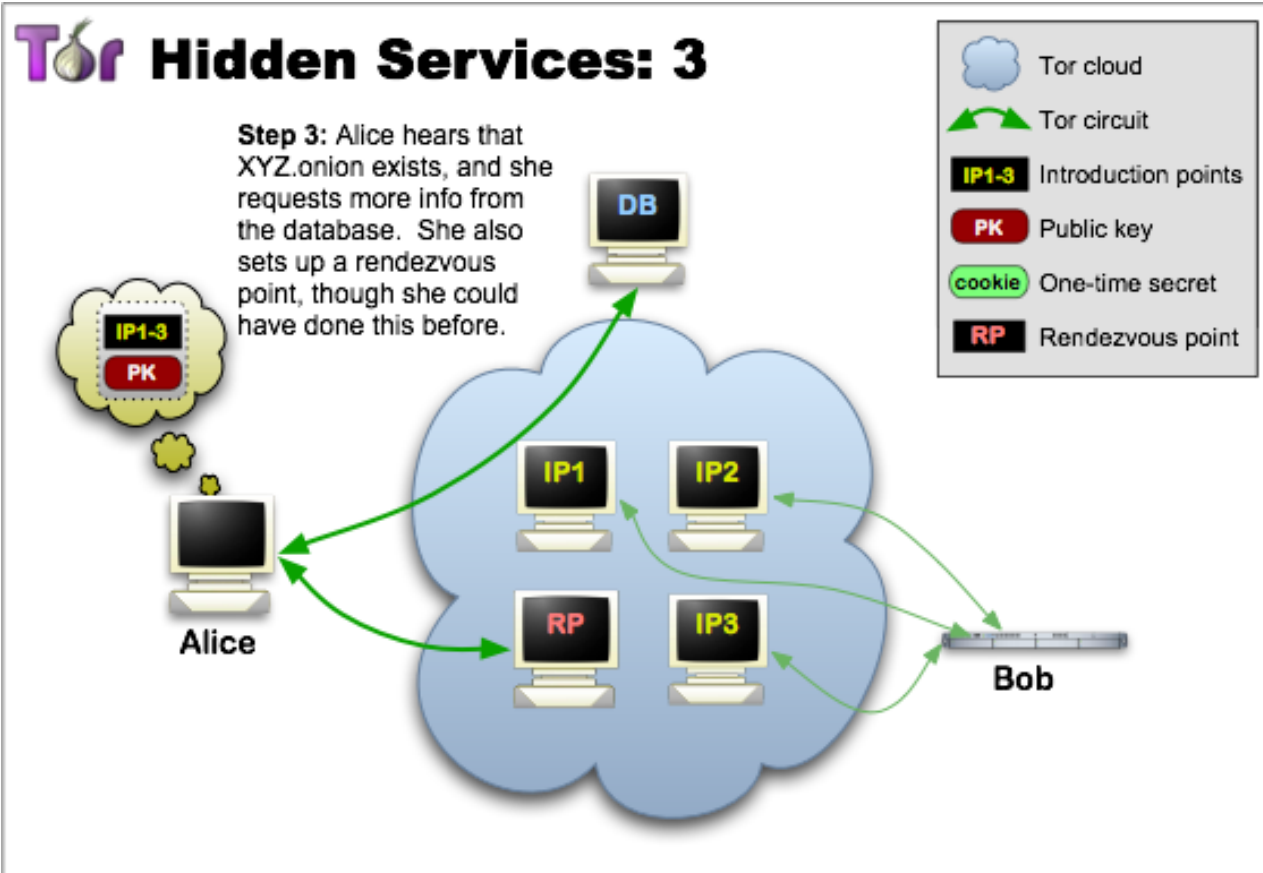 Tor Hidden Services: 3
Step 3: Alice hears that
XYZ.onion exists, and she
requests more info from
the database.  She also
sets up a rendezvous
point, though she could
have done this before.
Tor cloud
Tor circuit
IP1-3 Introduction points
PK Public key
cookie One-time secret
RP Rendezvous point
DB
IP1-3
PK
IP1
IP2
RP
IP3
Alice
Bob